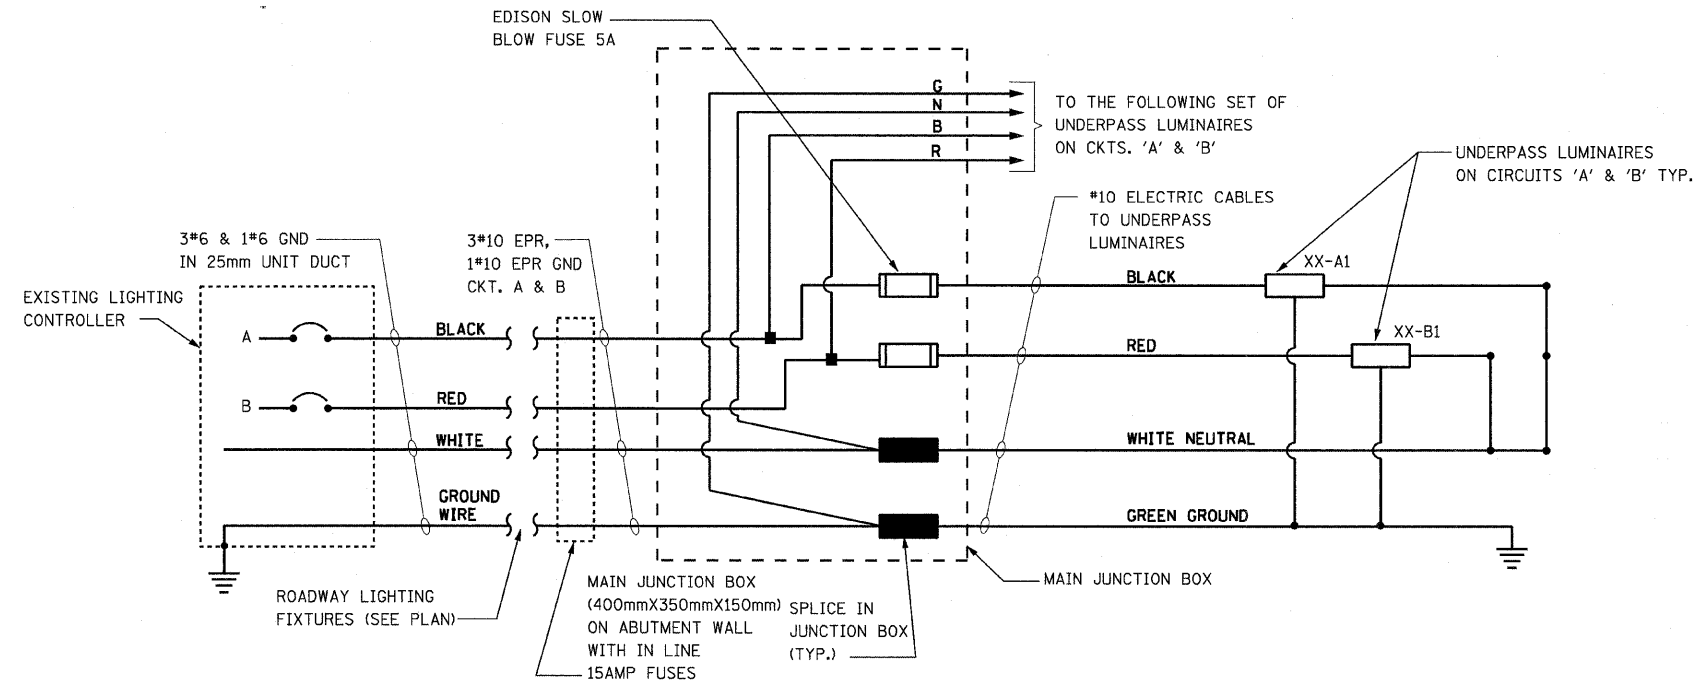 EDISON SLOW
BLOW FUSE 5A
G
N
B
R
TO THE FOLLOWING SET OF
UNDERPASS LUMINAIRES
ON CKTS. 'A' & 'B'
UNDERPASS LUMINAIRES
ON CIRCUITS 'A' & 'B' TYP.
#10 ELECTRIC CABLES
TO UNDERPASS
LUMINAIRES
3#6 & 1#6 GND
IN 25mm UNIT DUCT
3#10 EPR,
1#10 EPR GND
CKT. A & B
EXISTING LIGHTING
CONTROLLER
A
BLACK
BLACK
XX-A1
RED
XX-B1
B
RED
WHITE
WHITE NEUTRAL
GROUND
WIRE
GREEN GROUND
ROADWAY LIGHTING
FIXTURES (SEE PLAN)
MAIN JUNCTION BOX
(400mmX350mmX150mm)
ON ABUTMENT WALL
WITH IN LINE
15AMP FUSES
SPLICE IN
JUNCTION BOX
(TYP.)
MAIN JUNCTION BOX